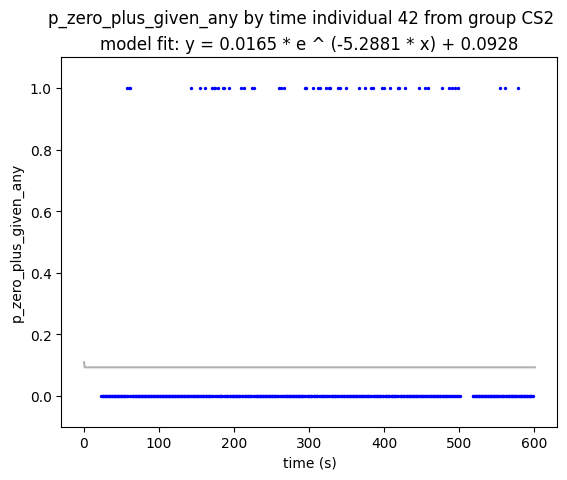 p_zero_plus_given_any by time individual 42 from group CS2
model fit: y = 0.0165 * e ^ (-5.2881 * x) + 0.0928
1.0
0.8
0.6
0.4
0.2
0.0
p_zero_plus_given_any
0 100 200 300 400 500 600
time (s)